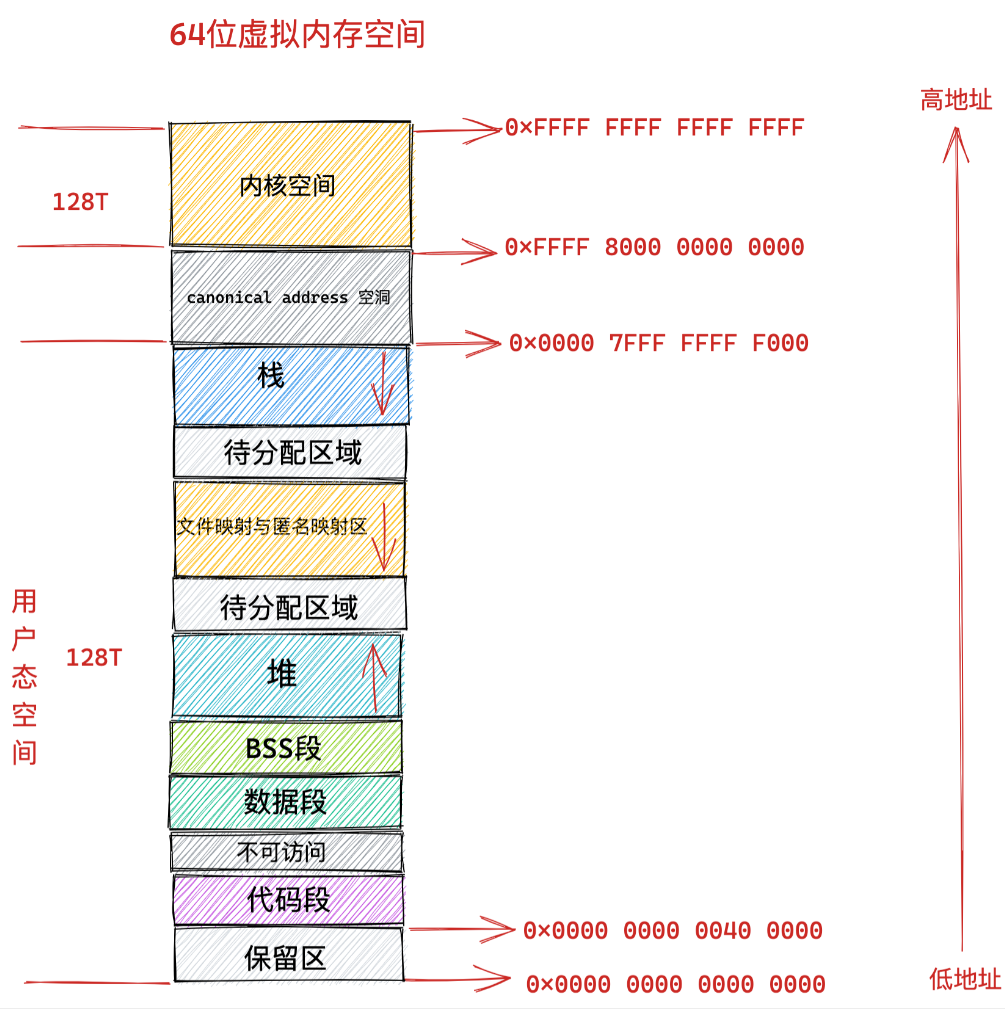 64位虚拟内存空间
高地址
0×FFFF FFFF FFFF FFFF
内核空间
128T
0×FFFF 8000 0000 0000
canonical address 空洞
0×0000 7FFF FFFF F000
栈
待分配区域
文件映射与匿名映射区
待分配区域
用户态空间
128T
堆
BSS段
数据段
不可访问
代码段
0×0000 0000 0040 0000
保留区
0×0000 0000 0000 0000
低地址